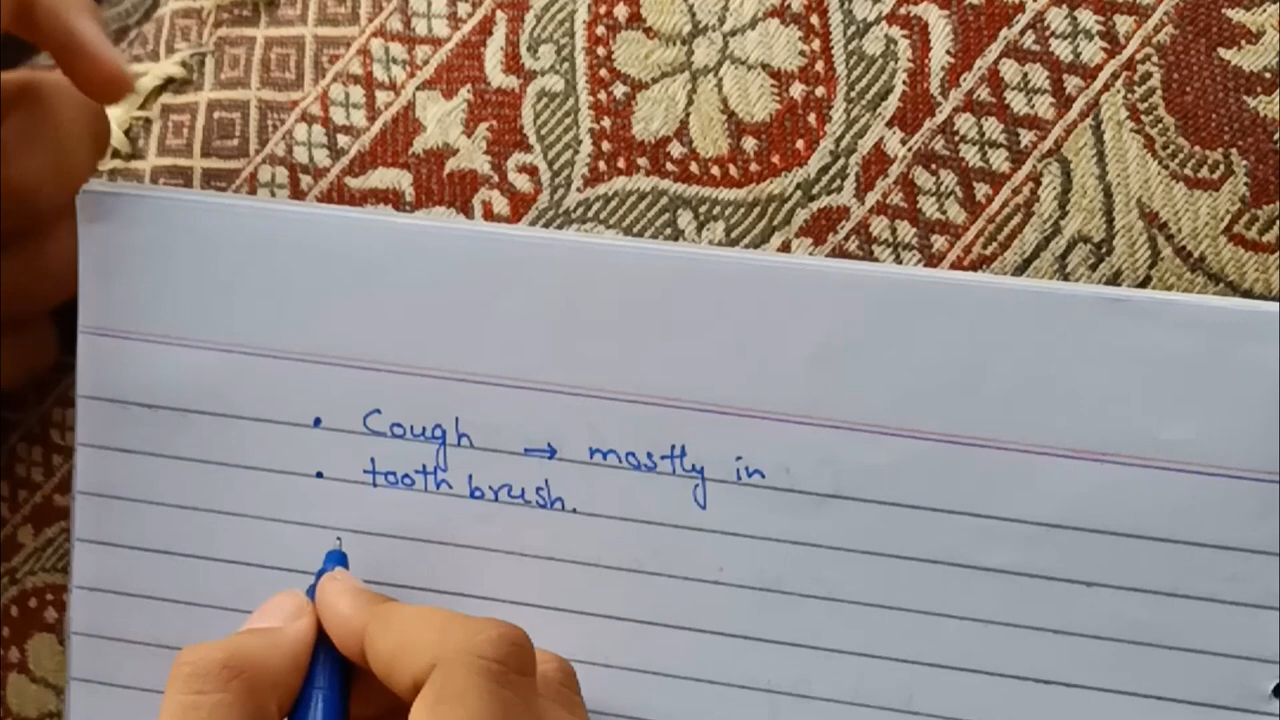 • Cough → mostly in
• tooth brush.